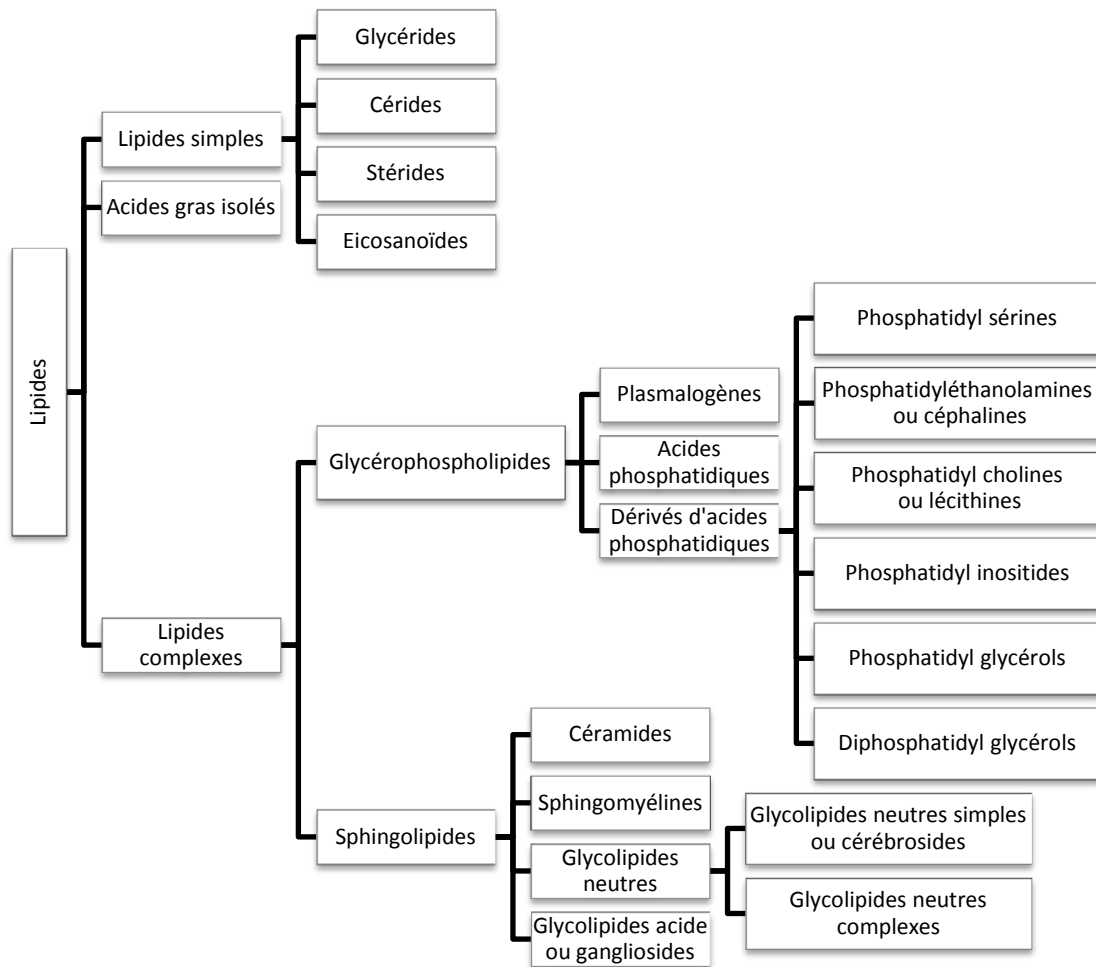 Glycérides
Cérides
Lipides simples
Stérides
Acides gras isolés
Eicosanoïdes
Lipides
Phosphatidyl sérines
Plasmalogènes
Phosphatidyléthanolamines
ou céphalines
Glycérophospholipides
Acides
phosphatidiques
Phosphatidyl cholines
ou lécithines
Dérivés d'acides
phosphatidiques
Phosphatidyl inositides
Lipides
complexes
Phosphatidyl glycérols
Céramides
Diphosphatidyl glycérols
Sphingomyélines
Sphingolipides
Glycolipides neutres simples
ou cérébrosides
Glycolipides
neutres
Glycolipides neutres
complexes
Glycolipides acide
ou gangliosides